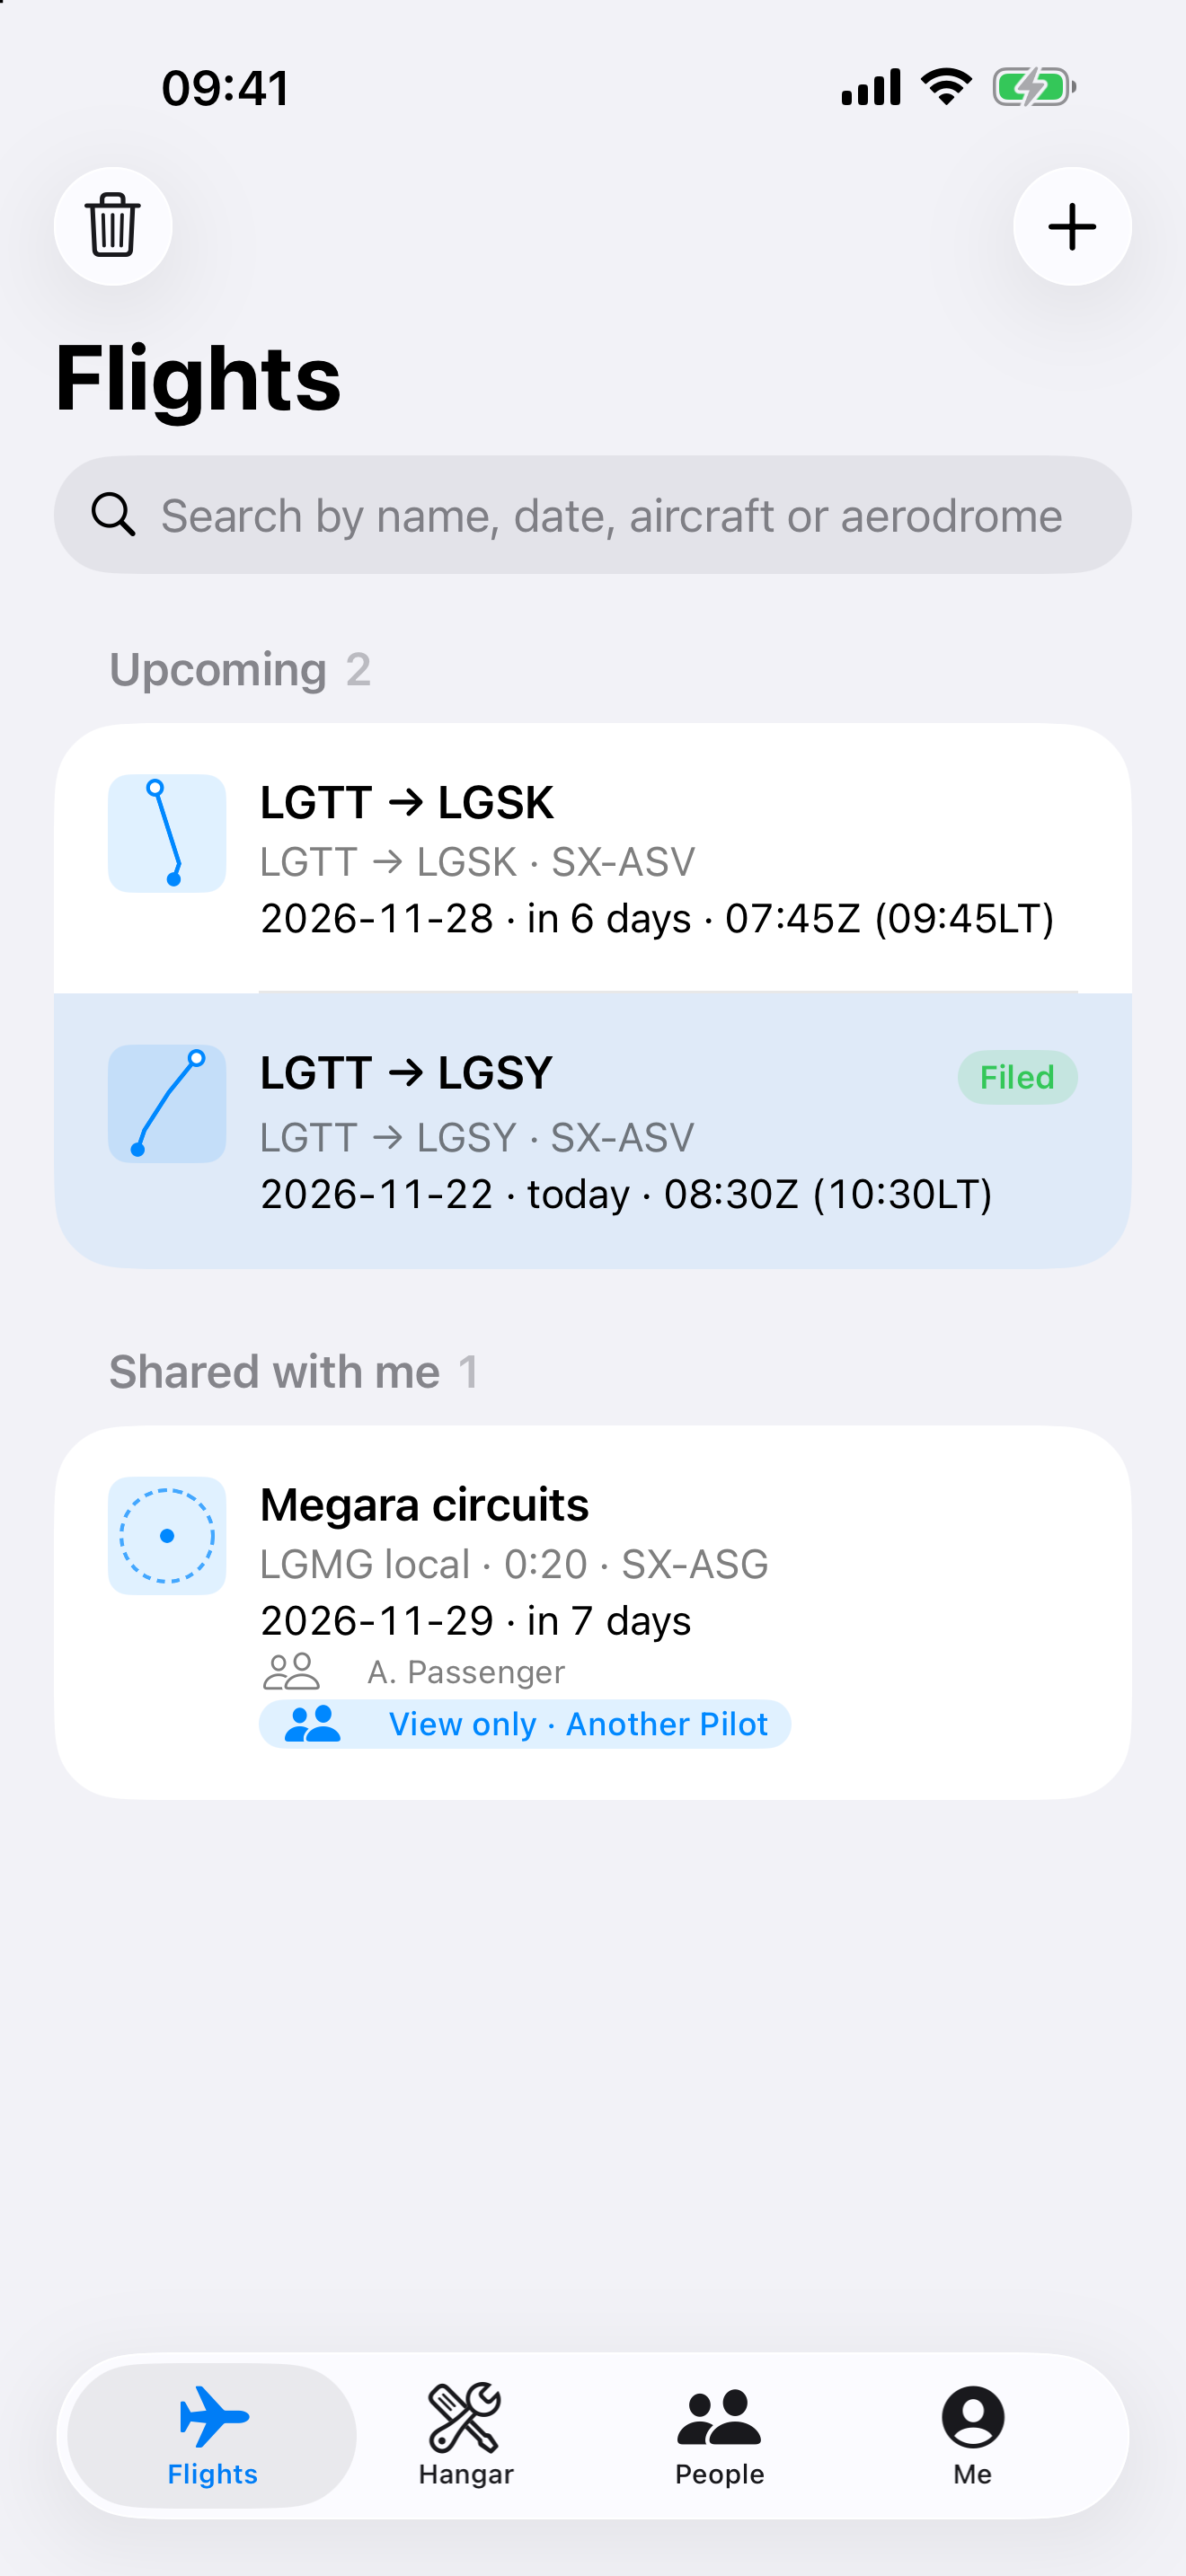 09:41
Flights
Search by name, date, aircraft or aerodrome
Upcoming 2
LGTT → LGSK
LGTT → LGSK · SX-ASV
2026-11-28 · in 6 days · 07:45Z (09:45LT)
LGTT → LGSY
Filed
LGTT → LGSY · SX-ASV
2026-11-22 · today · 08:30Z (10:30LT)
Shared with me 1
Megara circuits
LGMG local · 0:20 · SX-ASG
2026-11-29 · in 7 days
A. Passenger
View only · Another Pilot
Flights
Hangar
People
Me